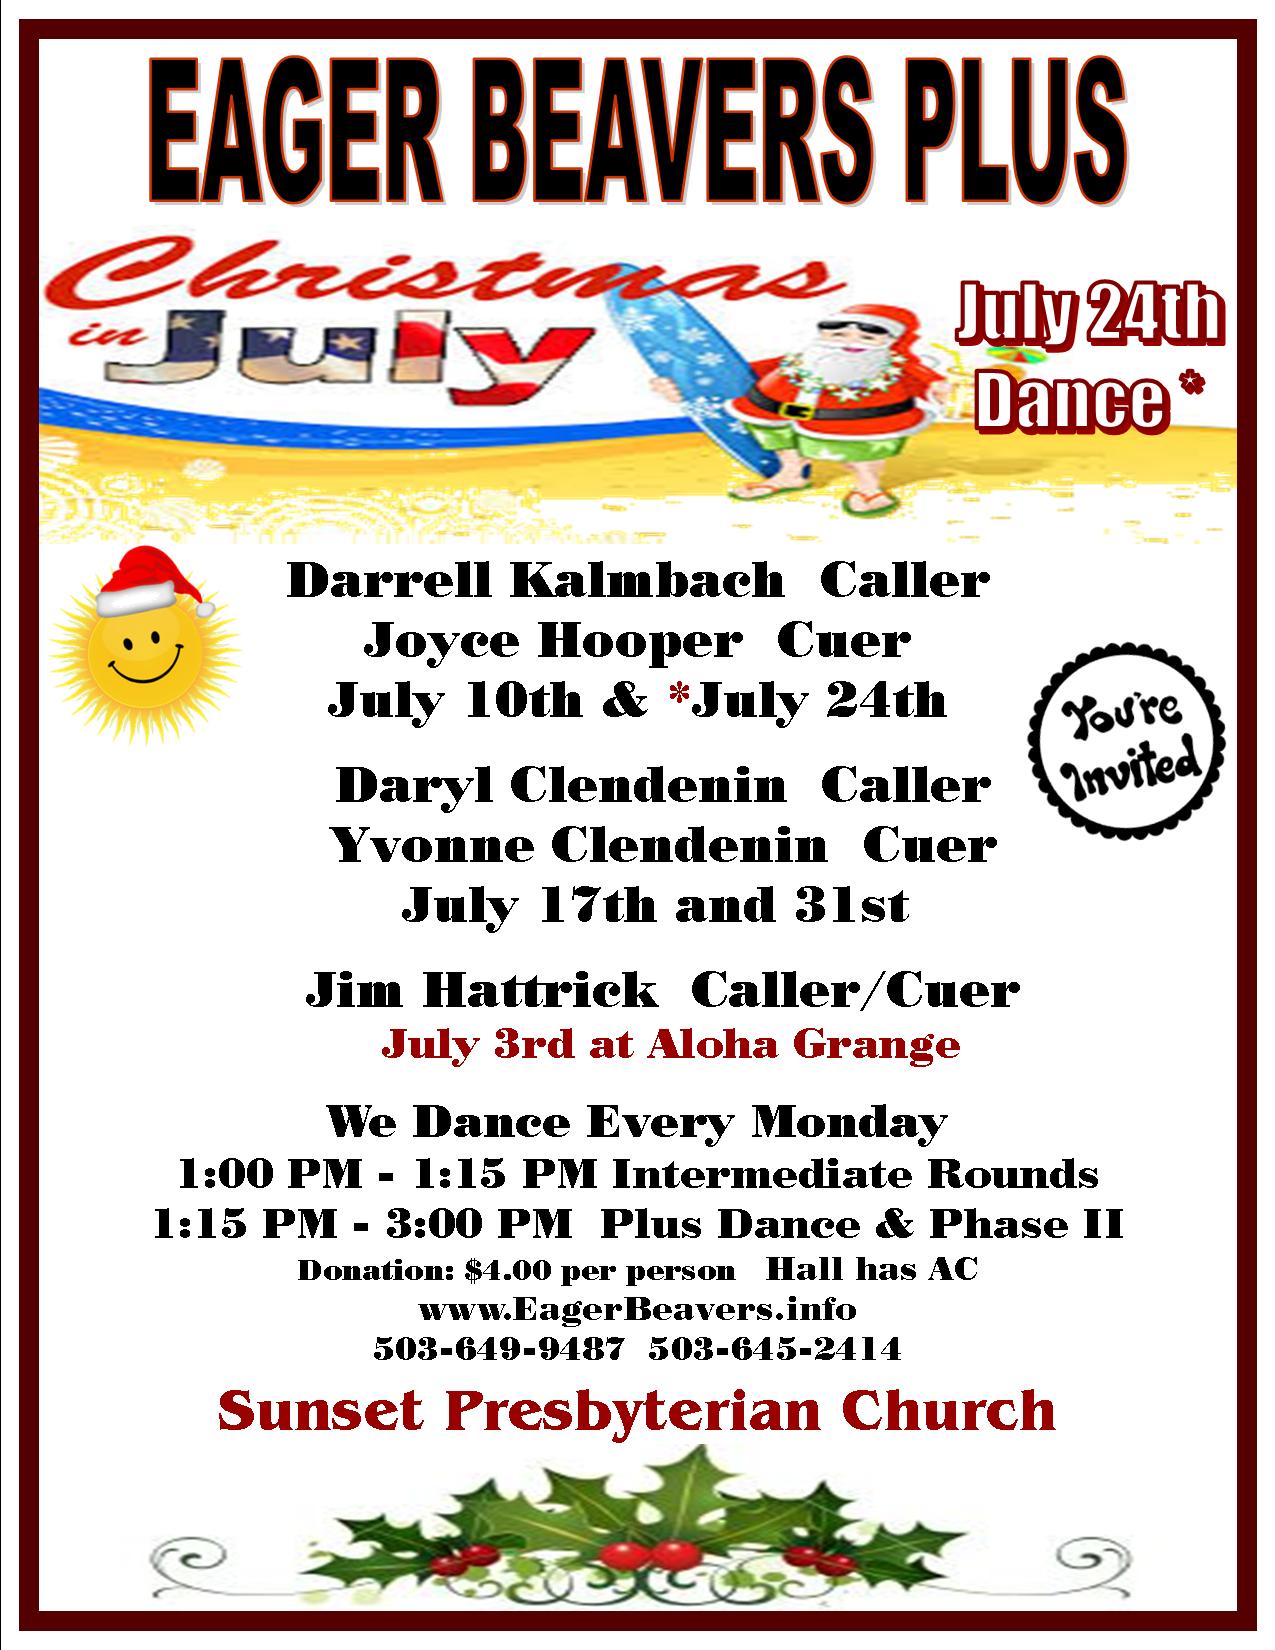 EAGER BEAVERS PLUS
Christmas
in July
July 24th
Dance *
Darrell Kalmbach  Caller
Joyce Hooper  Cuer
July 10th & *July 24th
You're
Invited
Daryl Clendenin  Caller
Yvonne Clendenin  Cuer
July 17th and 31st
Jim Hattrick  Caller/Cuer
July 3rd at Aloha Grange
We Dance Every Monday
1:00 PM - 1:15 PM Intermediate Rounds
1:15 PM - 3:00 PM  Plus Dance & Phase II
Donation: $4.00 per person   Hall has AC
www.EagerBeavers.info
503-649-9487  503-645-2414
Sunset Presbyterian Church